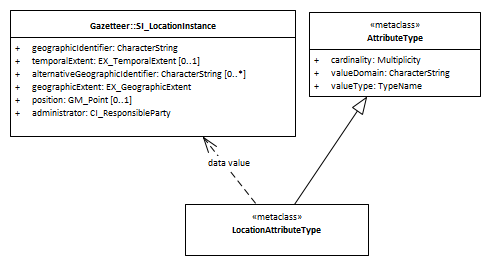 Gazetteer::SI_LocationInstance
+ geographicIdentifier: CharacterString
+ temporalExtent: EX_TemporalExtent [0..1]
+ alternativeGeographicIdentifier: CharacterString [0..*]
+ geographicExtent: EX_GeographicExtent
+ position: GM_Point [0..1]
+ administrator: CI_ResponsibleParty
«metaclass»
AttributeType
+ cardinality: Multiplicity
+ valueDomain: CharacterString
+ valueType: TypeName
data value
«metaclass»
LocationAttributeType